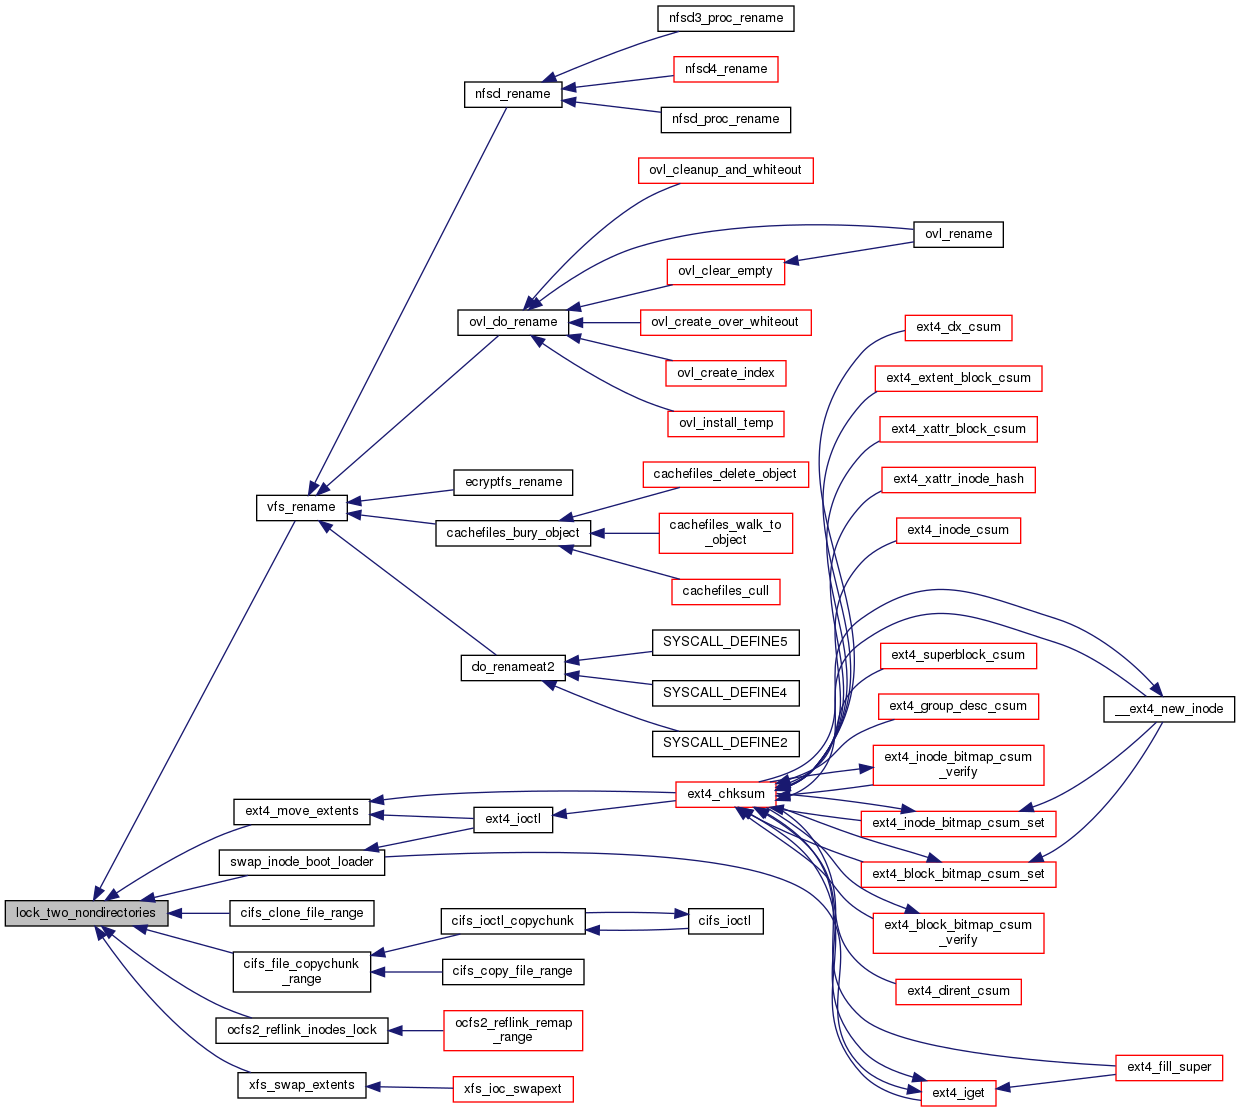 nfsd3_proc_rename
nfsd4_rename
nfsd_rename
nfsd_proc_rename
ovl_cleanup_and_whiteout
ovl_rename
ovl_clear_empty
ovl_do_rename
ovl_create_over_whiteout
ext4_dx_csum
ovl_create_index
ext4_extent_block_csum
ovl_install_temp
ext4_xattr_block_csum
ecryptfs_rename
cachefiles_delete_object
ext4_xattr_inode_hash
vfs_rename
cachefiles_bury_object
cachefiles_walk_to
_object
ext4_inode_csum
cachefiles_cull
SYSCALL_DEFINE5
ext4_superblock_csum
do_renameat2
SYSCALL_DEFINE4
ext4_group_desc_csum
__ext4_new_inode
SYSCALL_DEFINE2
ext4_inode_bitmap_csum
_verify
ext4_chksum
ext4_move_extents
ext4_ioctl
ext4_inode_bitmap_csum_set
swap_inode_boot_loader
ext4_block_bitmap_csum_set
lock_two_nondirectories
cifs_clone_file_range
cifs_ioctl_copychunk
cifs_ioctl
ext4_block_bitmap_csum
_verify
cifs_file_copychunk
_range
cifs_copy_file_range
ext4_dirent_csum
ocfs2_reflink_inodes_lock
ocfs2_reflink_remap
_range
ext4_fill_super
xfs_swap_extents
xfs_ioc_swapext
ext4_iget